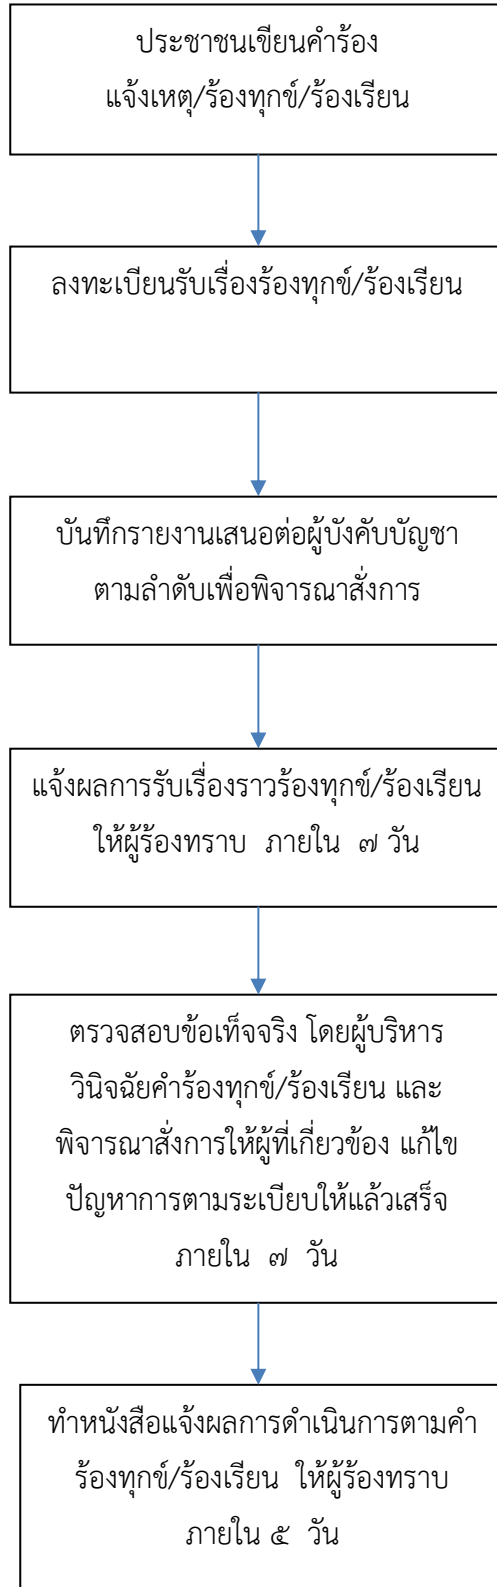 ประชาชนเขียนคำร้อง
แจ้งเหตุ/ร้องทุกข์/ร้องเรียน
ลงทะเบียนรับเรื่องร้องทุกข์/ร้องเรียน
บันทึกรายงานเสนอต่อผู้บังคับบัญชา
ตามลำดับเพื่อพิจารณาสั่งการ
แจ้งผลการรับเรื่องราวร้องทุกข์/ร้องเรียน
ให้ผู้ร้องทราบ ภายใน ๗ วัน
ตรวจสอบข้อเท็จจริง โดยผู้บริหาร
วินิจฉัยคำร้องทุกข์/ร้องเรียน และ
พิจารณาสั่งการให้ผู้ที่เกี่ยวข้อง แก้ไข
ปัญหาการตามระเบียบให้แล้วเสร็จ
ภายใน ๗ วัน
ทำหนังสือแจ้งผลการดำเนินการตามคำ
ร้องทุกข์/ร้องเรียน ให้ผู้ร้องทราบ
ภายใน ๕ วัน